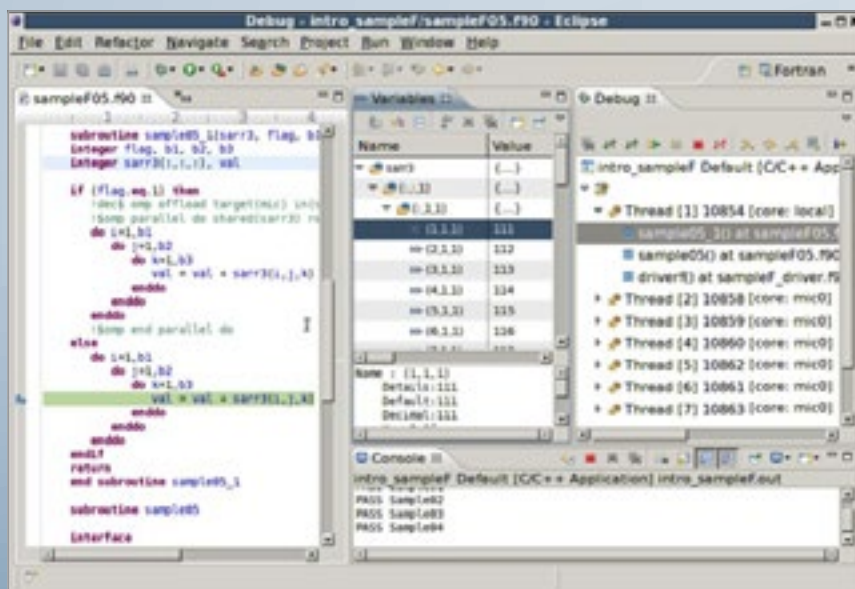 Debug - intro_sampleF/sampleF05.f90 - Eclipse
File Edit Refactor Navigate Search Project Run Window Help
Fortran
sampleF05.f90
1 2 3 4
subroutine sample05_1(sarr3, flag, b1
integer flag, b1, b2, b3
integer sarr3(:,:,:), val
if (flag.eq.1) then
!dec$ omp offload target(mic) in(
!$omp parallel do shared(sarr3)
do i=1,b1
do j=1,b2
do k=1,b3
val = val + sarr3(i,j,k)
enddo
enddo
enddo
!$omp end parallel do
else
do i=1,b1
do j=1,b2
do k=1,b3
val = val + sarr3(i,j,k)
enddo
enddo
enddo
endif
return
end subroutine sample05_1
subroutine sample05
interface
Variables
Name Value
sarr3 {...}
(:,:,1) {...}
(:,1,1) {...}
(1,1,1) 111
(2,1,1) 112
(3,1,1) 113
(4,1,1) 114
(5,1,1) 115
(6,1,1) 116
Name : (1,1,1)
Details:111
Default:111
Decimal:111
Debug
intro_sampleF Default [C/C++ App
Thread [1] 10854 [core: local]
sample05_1() at sampleF05.f
sample05() at sampleF05.f90
driverf() at sampleF_driver.f9
Thread [2] 10858 [core: mic0]
Thread [3] 10859 [core: mic0]
Thread [4] 10860 [core: mic0]
Thread [5] 10862 [core: mic0]
Thread [6] 10861 [core: mic0]
Thread [7] 10863 [core: mic0]
Console
intro_sampleF Default [C/C++ Application] intro_sampleF.out
PASS Sample02
PASS Sample03
PASS Sample04